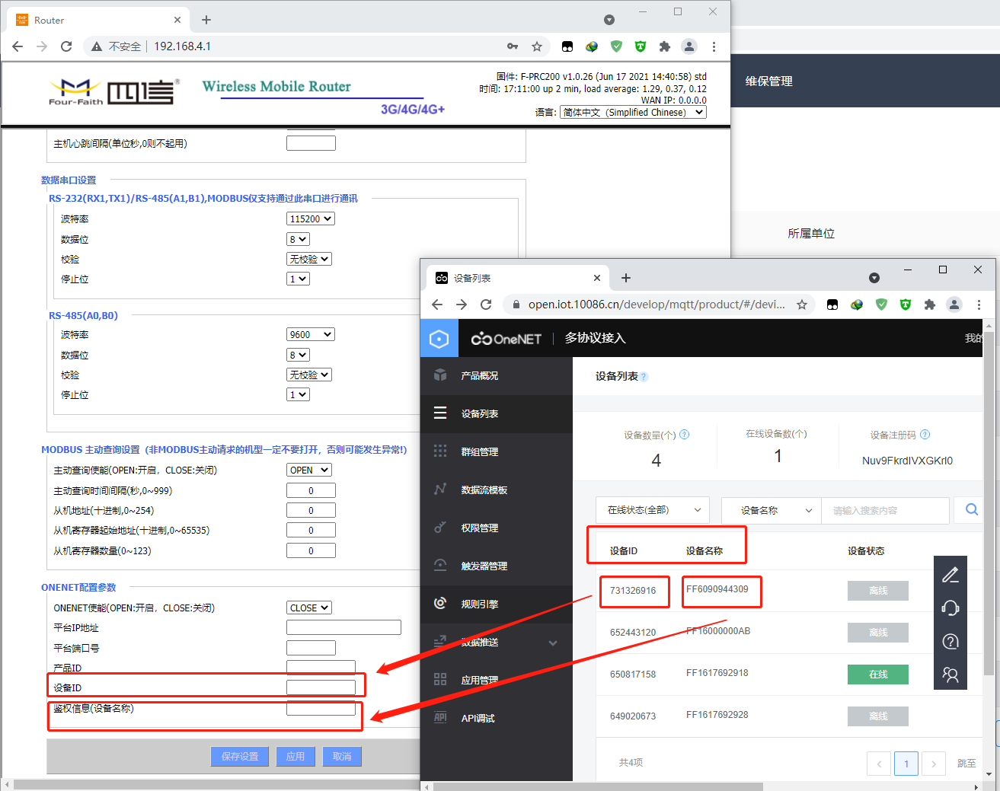 Router
不安全 192.168.4.1
Four-Faith 四信®
Wireless Mobile Router
3G/4G/4G+
固件: F-PRC200 v1.0.26 (Jun 17 2021 14:40:58) std
时间: 17:11:00 up 2 min, load average: 1.29, 0.37, 0.12
WAN IP: 0.0.0.0
语言: 简体中文 (Simplified Chinese)
维保管理
所属单位
主机心跳间隔(单位秒,0则不起用)
数据串口设置
RS-232(RX1,TX1)/RS-485(A1,B1),MODBUS仅支持通过此串口进行通讯
波特率 115200
数据位 8
校验 无校验
停止位 1
RS-485(A0,B0)
波特率 9600
数据位 8
校验 无校验
停止位 1
MODBUS 主动查询设置 (非MODBUS主动请求的机型一定不要打开，否则可能发生异常!)
主动查询使能(OPEN:开启，CLOSE:关闭) OPEN
主动查询时间间隔(秒,0~999) 0
从机地址(十进制,0~254) 0
从机寄存器起始地址(十进制,0~65535) 0
从机寄存器数量(0~123) 0
ONENET配置参数
ONENET使能(OPEN:开启，CLOSE:关闭) CLOSE
平台IP地址
平台端口号
产品ID
设备ID
鉴权信息(设备名称)
保存设置 应用 取消
设备列表
open.iot.10086.cn/develop/mqtt/product/#/devi...
OneNET 多协议接入 我的
产品概况
设备列表
群组管理
数据流模板
权限管理
触发器管理
规则引擎
数据推送
应用管理
API API调试
设备列表 ?
设备数量(个) ? 在线设备数(个) 设备注册码 ?
4 1 Nuv9FkrdIVXGKrI0
在线状态(全部) 设备名称 请输入搜索内容
设备ID 设备名称 设备状态
731326916 FF6090944309 离线
652443120 FF16000000AB 离线
650817158 FF1617692918 在线
649020673 FF1617692928 离线
共4项 < 1 > 跳至